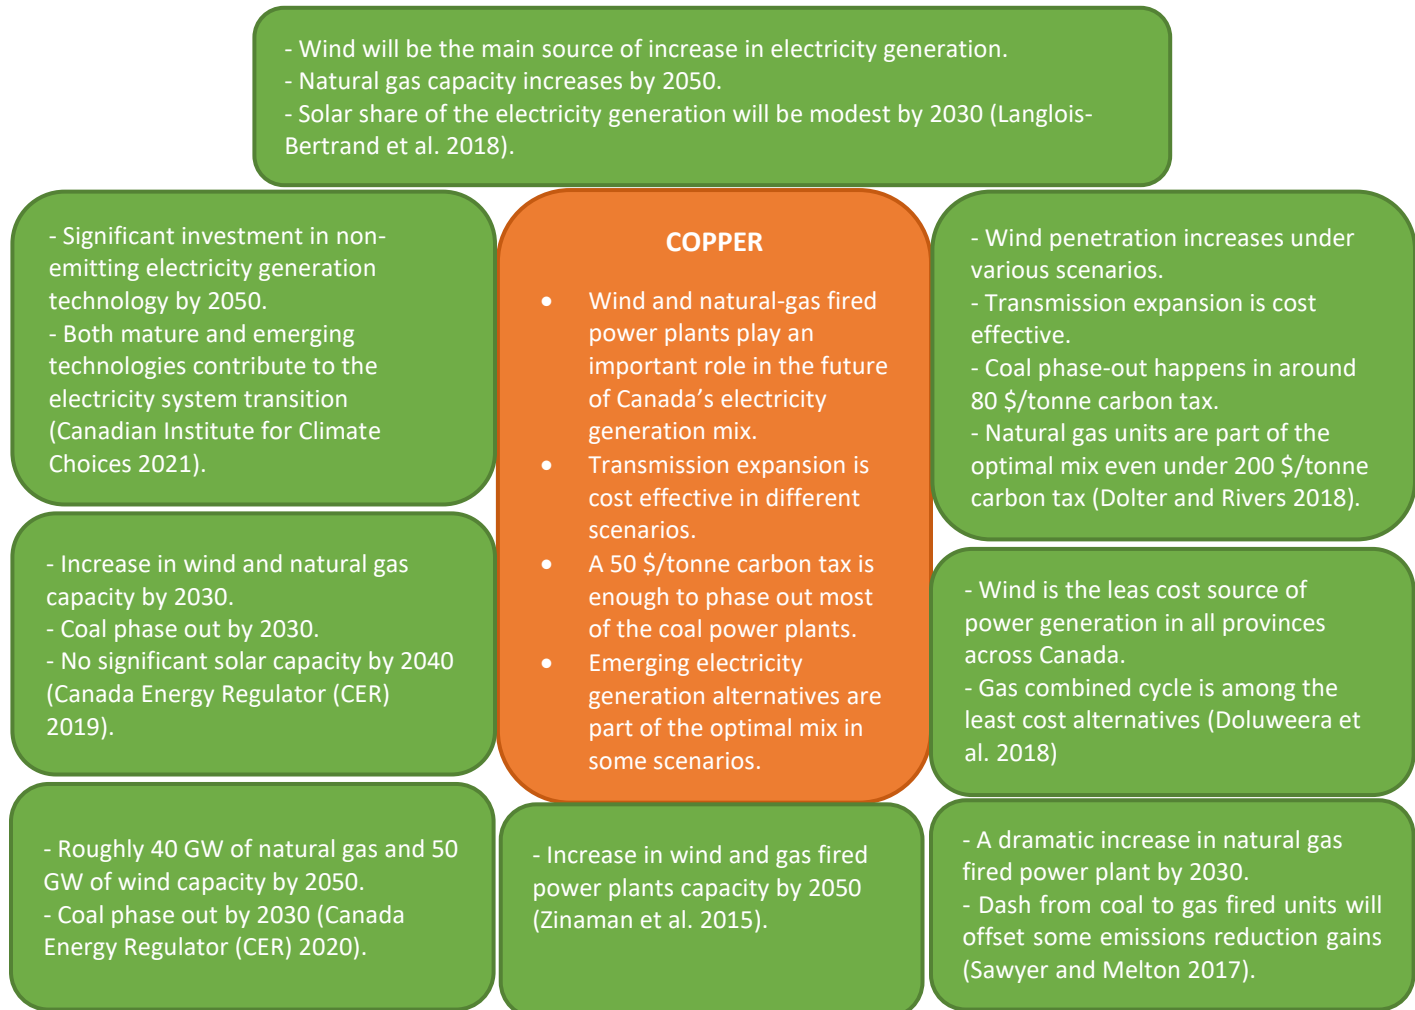 - Wind will be the main source of increase in electricity generation.
- Natural gas capacity increases by 2050.
- Solar share of the electricity generation will be modest by 2030 (Langlois-
Bertrand et al. 2018).
- Significant investment in non-
emitting electricity generation
technology by 2050.
- Both mature and emerging
technologies contribute to the
electricity system transition
(Canadian Institute for Climate
Choices 2021).
- Increase in wind and natural gas
capacity by 2030.
- Coal phase out by 2030.
- No significant solar capacity by 2040
(Canada Energy Regulator (CER)
2019).
- Roughly 40 GW of natural gas and 50
GW of wind capacity by 2050.
- Coal phase out by 2030 (Canada
Energy Regulator (CER) 2020).
COPPER
• Wind and natural-gas fired
power plants play an
important role in the future
of Canada’s electricity
generation mix.
• Transmission expansion is
cost effective in different
scenarios.
• A 50 $/tonne carbon tax is
enough to phase out most
of the coal power plants.
• Emerging electricity
generation alternatives are
part of the optimal mix in
some scenarios.
- Increase in wind and gas fired
power plants capacity by 2050
(Zinaman et al. 2015).
- Wind penetration increases under
various scenarios.
- Transmission expansion is cost
effective.
- Coal phase-out happens in around
80 $/tonne carbon tax.
- Natural gas units are part of the
optimal mix even under 200 $/tonne
carbon tax (Dolter and Rivers 2018).
- Wind is the leas cost source of
power generation in all provinces
across Canada.
- Gas combined cycle is among the
least cost alternatives (Doluweera et
al. 2018)
- A dramatic increase in natural gas
fired power plant by 2030.
- Dash from coal to gas fired units will
offset some emissions reduction gains
(Sawyer and Melton 2017).